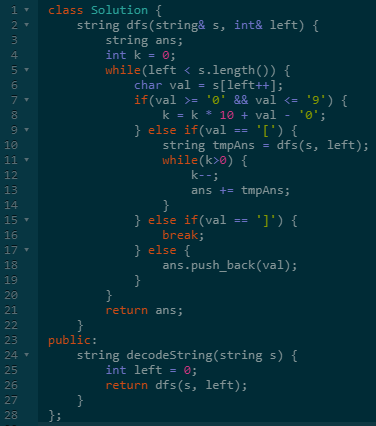 1 class Solution {
2     string dfs(string& s, int& left) {
3         string ans;
4         int k = 0;
5         while(left < s.length()) {
6             char val = s[left++];
7             if(val >= '0' && val <= '9') {
8                 k = k * 10 + val - '0';
9             } else if(val == '[') {
10                 string tmpAns = dfs(s, left);
11                 while(k>0) {
12                     k--;
13                     ans += tmpAns;
14                 }
15             } else if(val == ']') {
16                 break;
17             } else {
18                 ans.push_back(val);
19             }
20         }
21         return ans;
22     }
23 public:
24     string decodeString(string s) {
25         int left = 0;
26         return dfs(s, left);
27     }
28 };